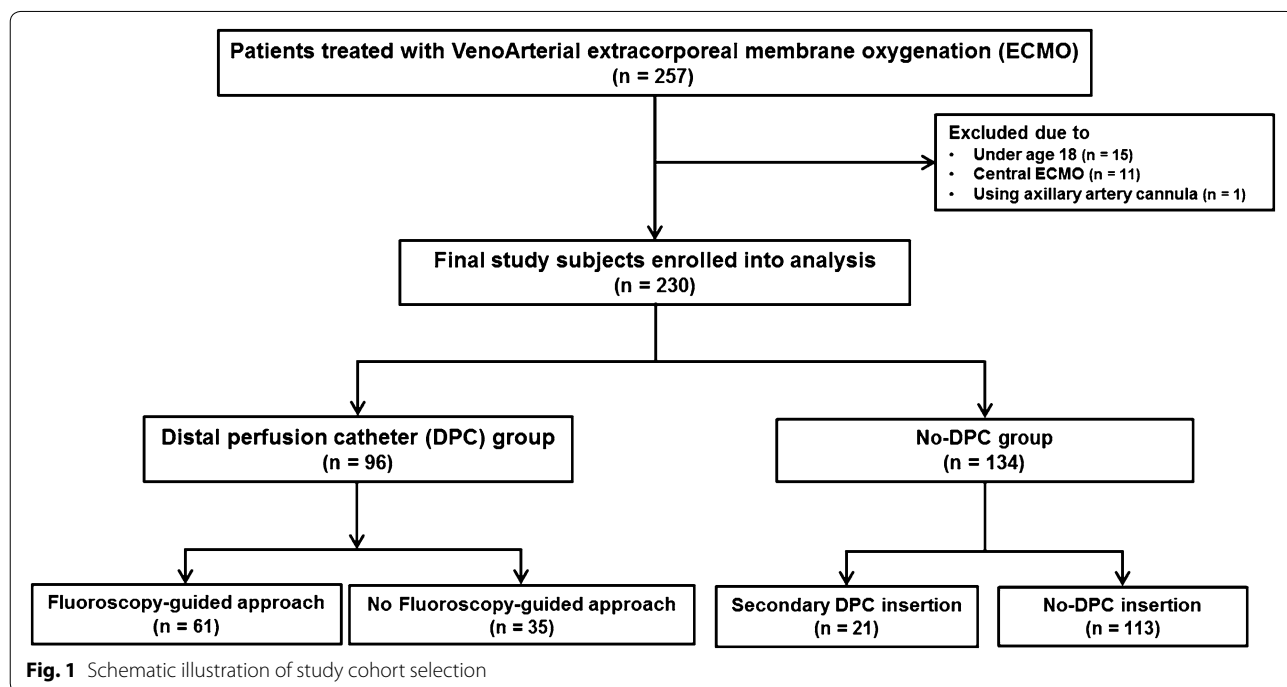 Patients treated with VenoArterial extracorporeal membrane oxygenation (ECMO)
(n = 257)
Excluded due to
• Under age 18 (n = 15)
• Central ECMO (n = 11)
• Using axillary artery cannula (n = 1)
Final study subjects enrolled into analysis
(n = 230)
Distal perfusion catheter (DPC) group
(n = 96)
No-DPC group
(n = 134)
Fluoroscopy-guided approach
(n = 61)
No Fluoroscopy-guided approach
(n = 35)
Secondary DPC insertion
(n = 21)
No-DPC insertion
(n = 113)
Fig. 1 Schematic illustration of study cohort selection